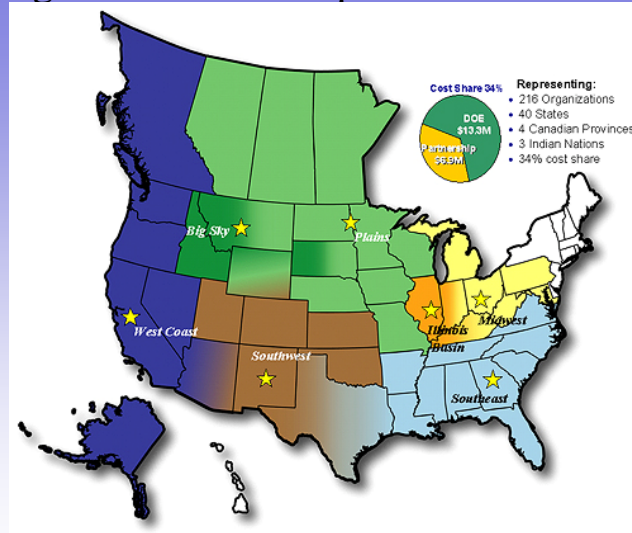 Cost Share 34%
DOE
$13.3M
Partnership
$6.9M
Representing:
• 216 Organizations
• 40 States
• 4 Canadian Provinces
• 3 Indian Nations
• 34% cost share
Big Sky
Plains
West Coast
Southwest
Illinois
Basin
Midwest
Southeast